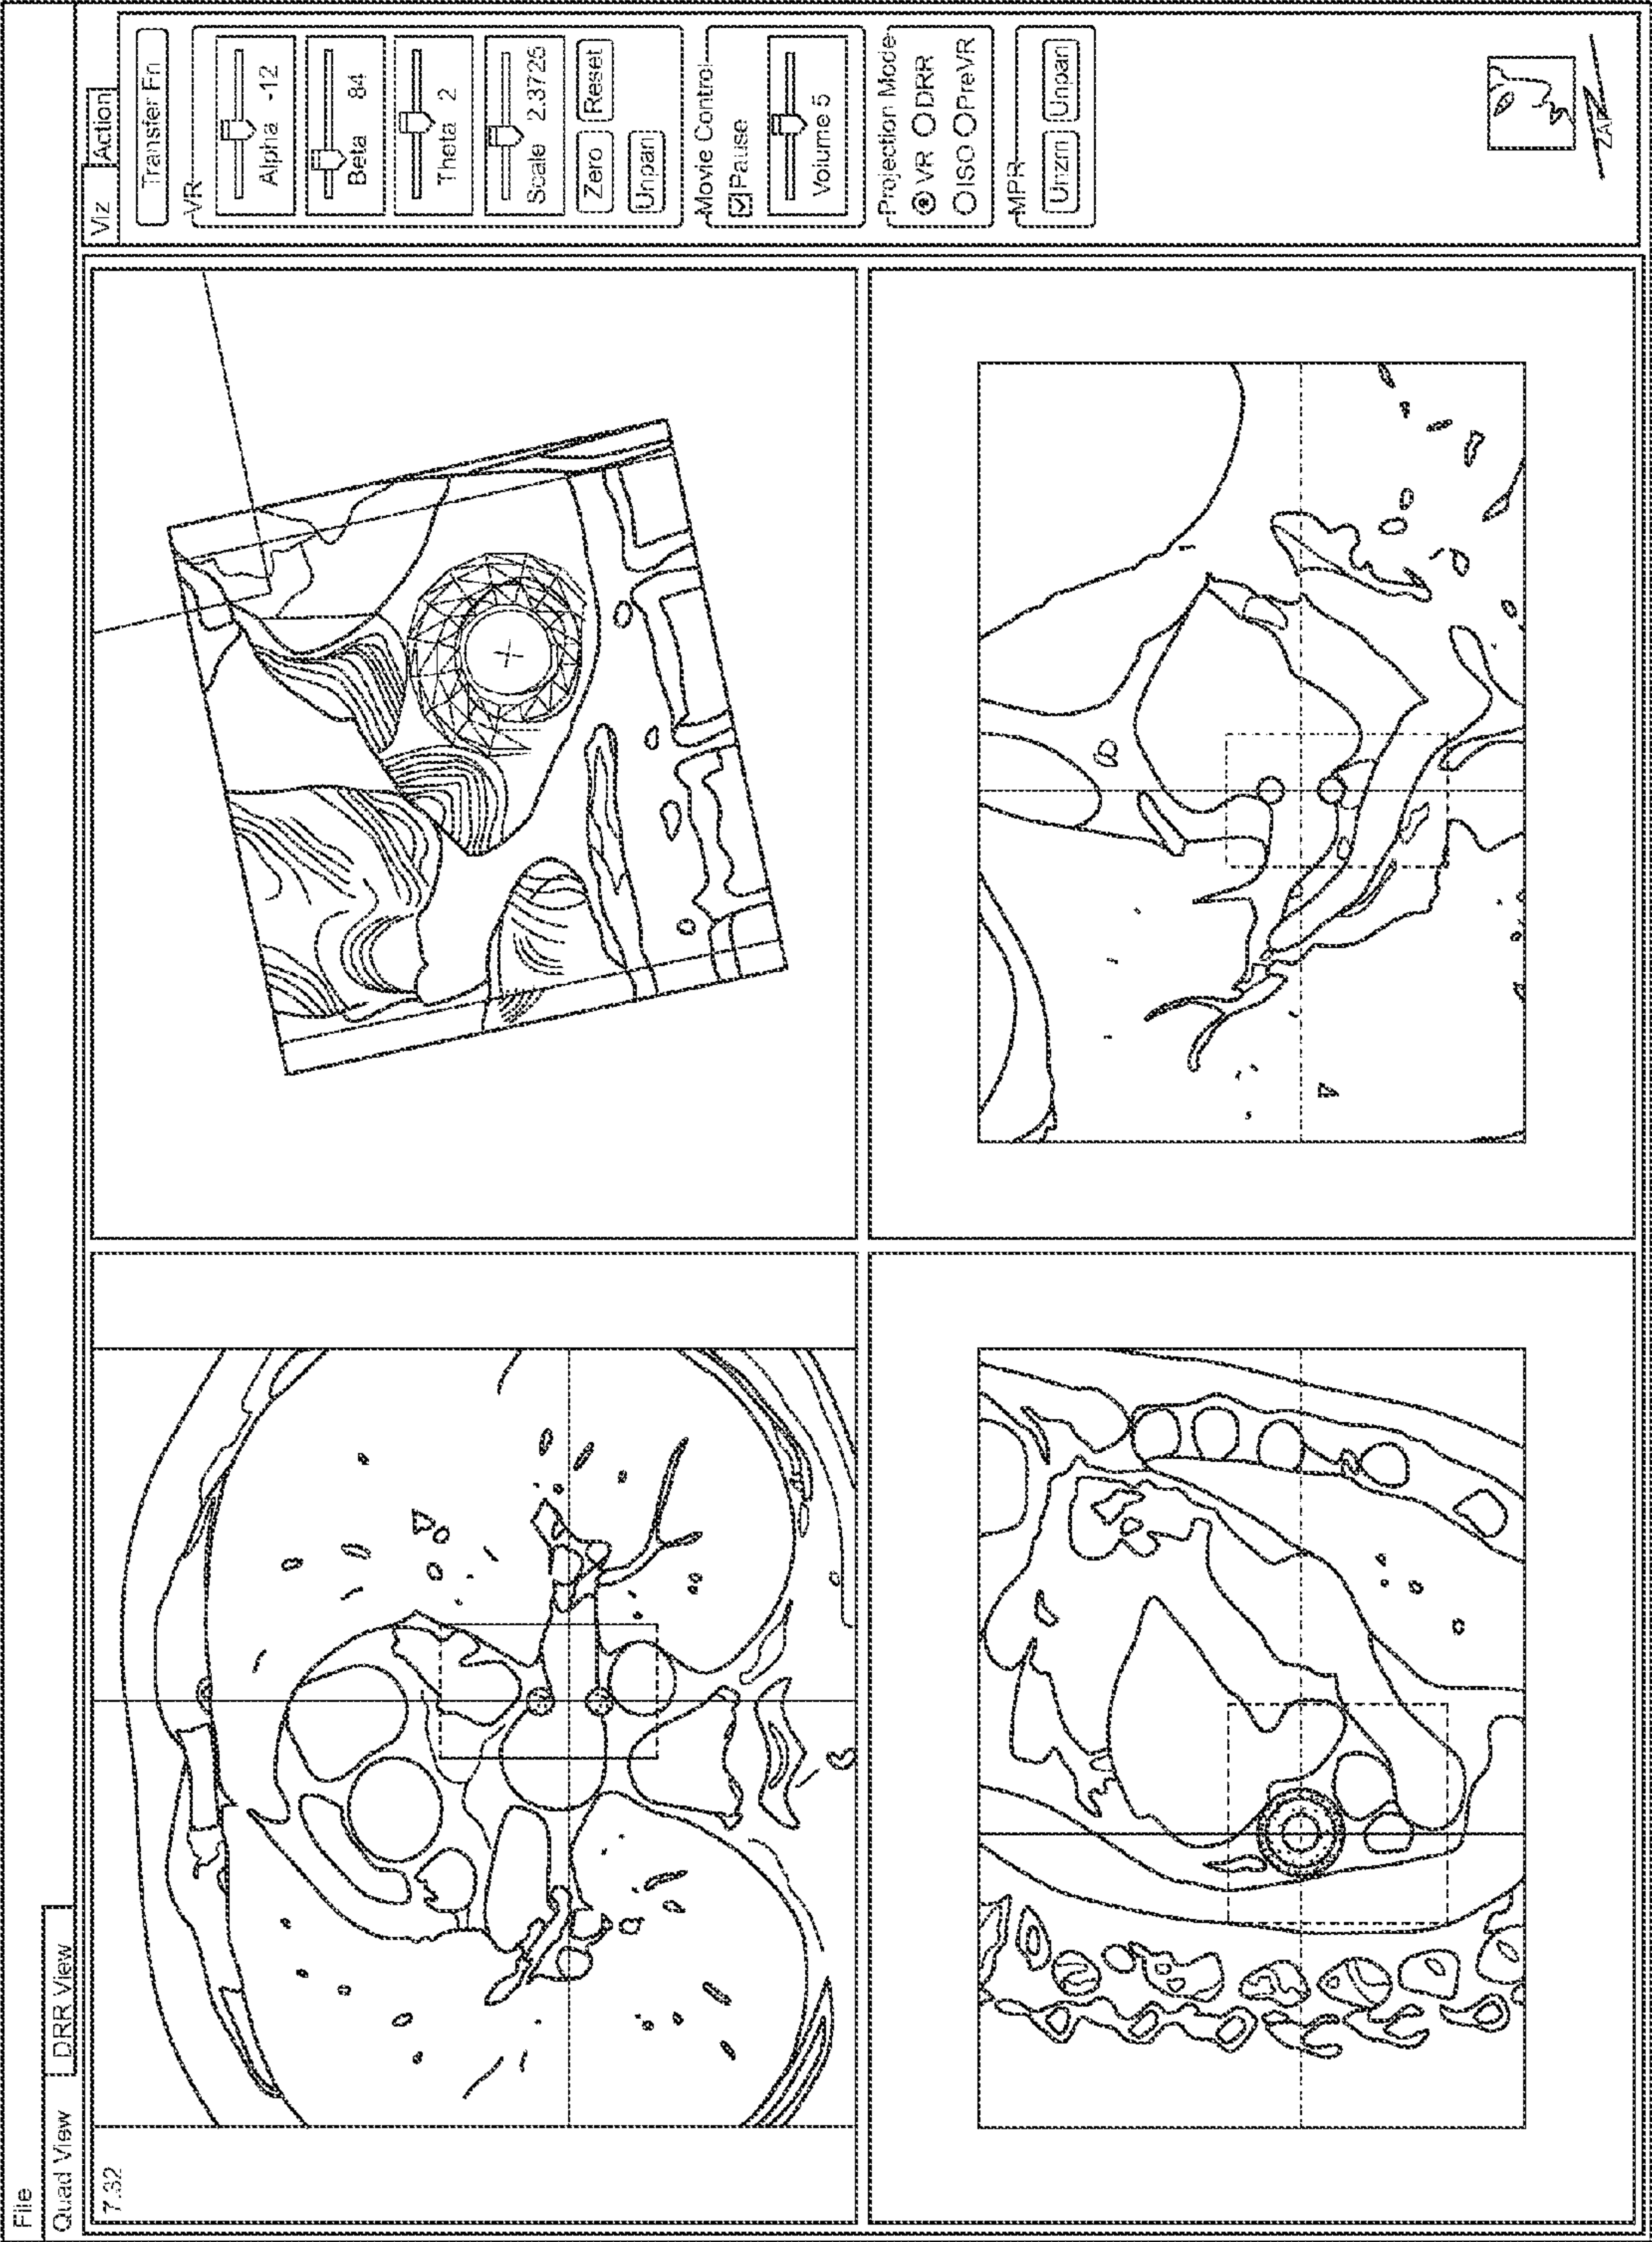 File
Quad View DRR View
7.32
Viz Action
Transfer Fn
VR
Alpha -12
Beta 84
Theta 2
Scale 2.3725
Zero Reset
Unpan
Movie Control
Pause
Volume 5
Projection Mode
VR DRR
ISO PreVR
MPR
Unzm Unpan
ZAP